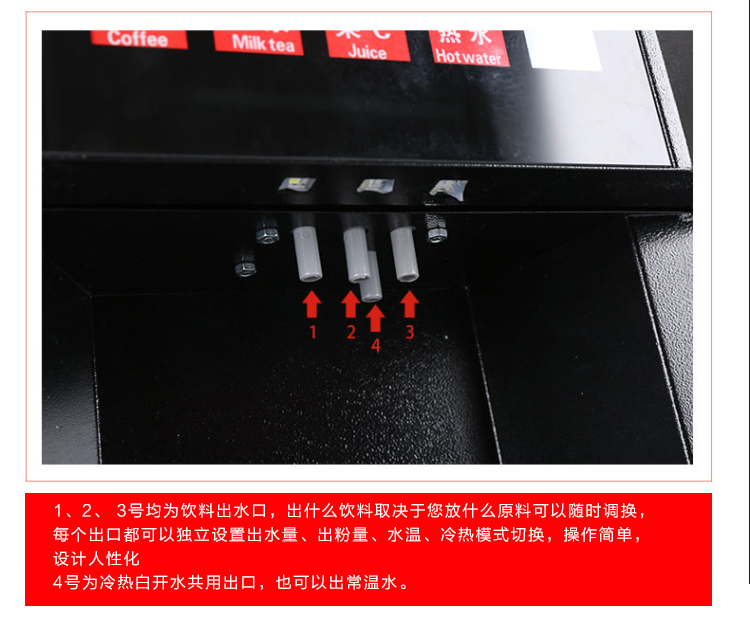 Coffee
Milk tea
Juice
热水
Hot water
1
2
3
4
1、2、 3号均为饮料出水口，出什么饮料取决于您放什么原料可以随时调换，
每个出口都可以独立设置出水量、出粉量、水温、冷热模式切换，操作简单，
设计人性化
4号为冷热白开水共用出口，也可以出常温水。